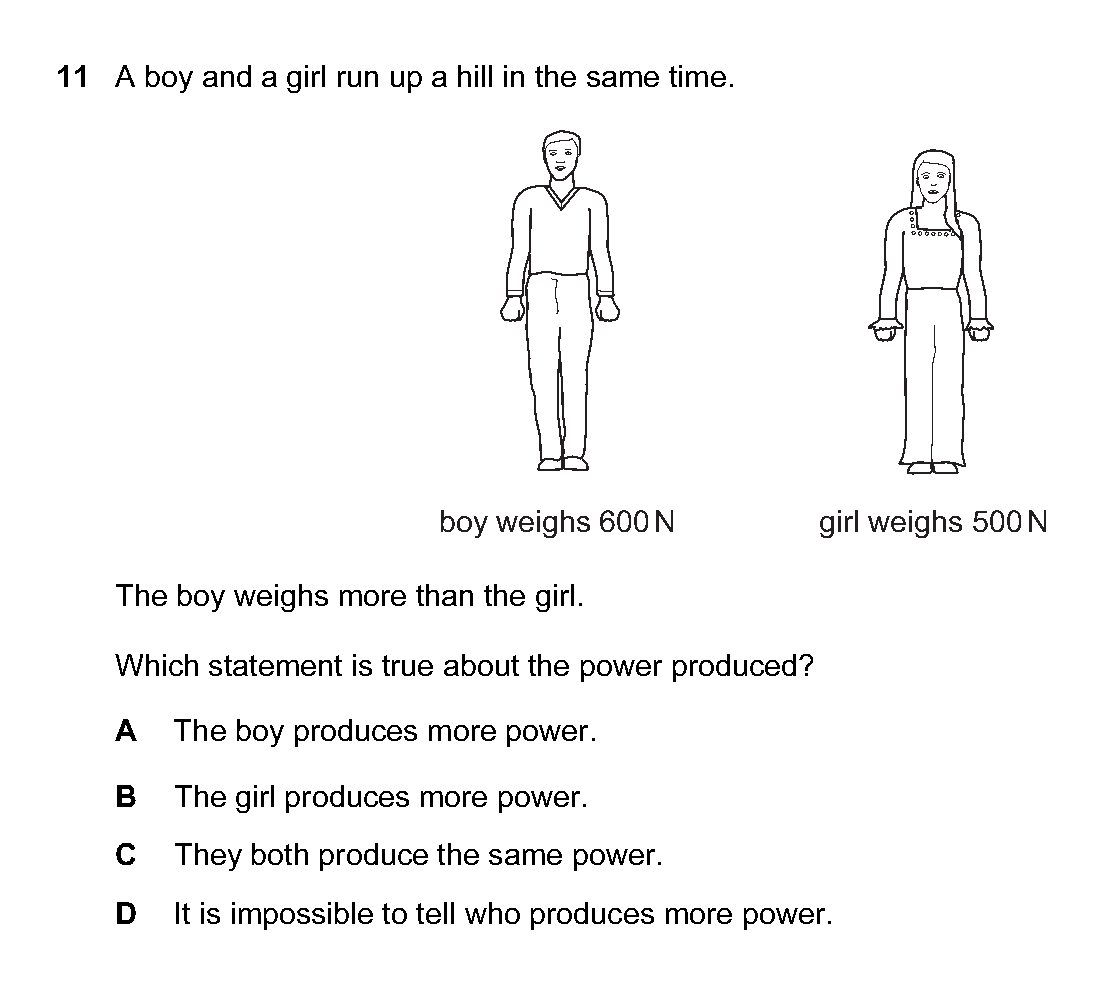 11 A boy and a girl run up a hill in the same time.
boy weighs 600 N
girl weighs 500 N
The boy weighs more than the girl.
Which statement is true about the power produced?
A The boy produces more power.
B The girl produces more power.
C They both produce the same power.
D It is impossible to tell who produces more power.